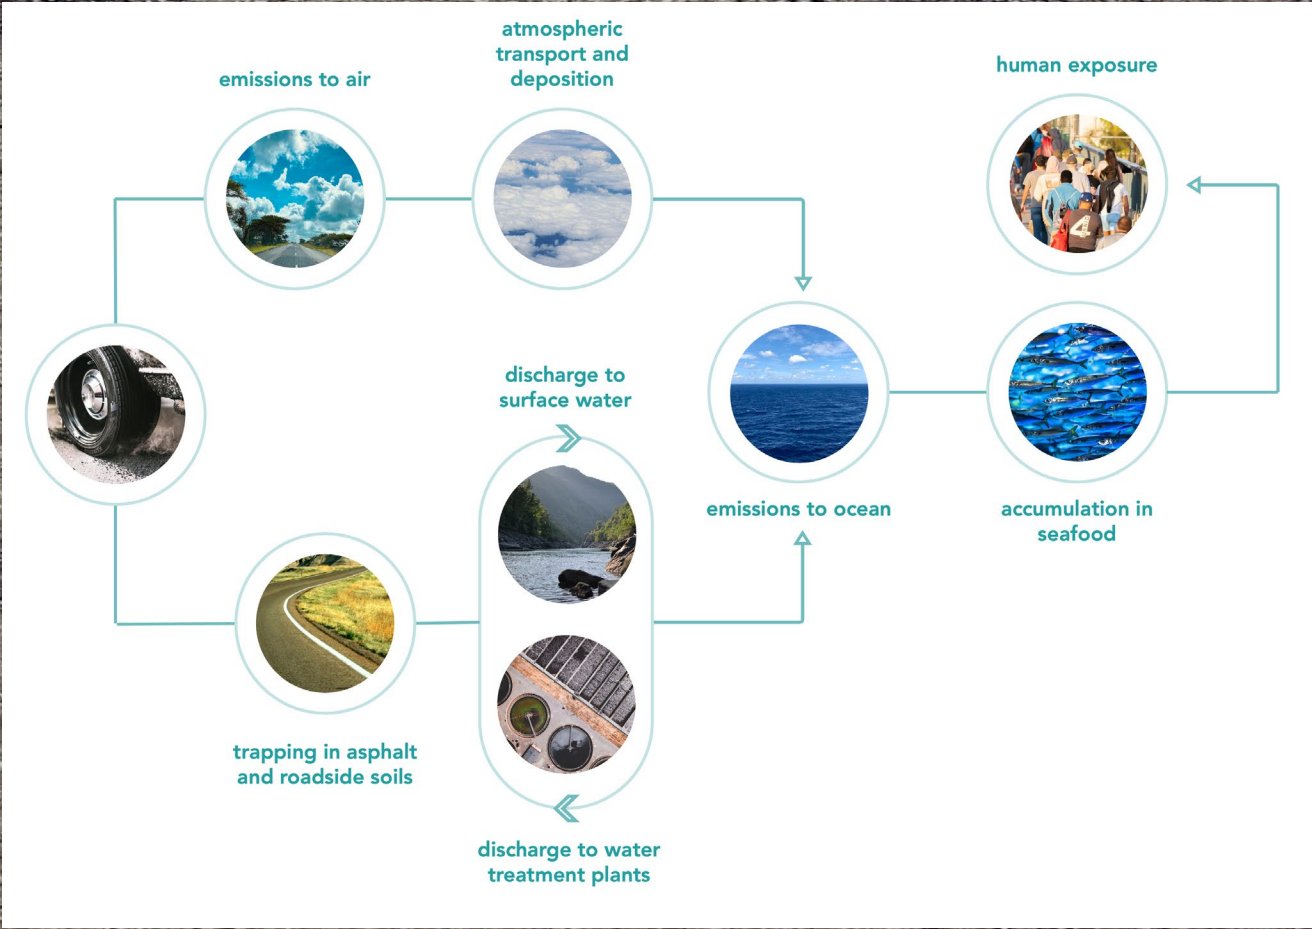 atmospheric
transport and
deposition
emissions to air
human exposure
discharge to
surface water
emissions to ocean
accumulation in
seafood
trapping in asphalt
and roadside soils
discharge to water
treatment plants
4